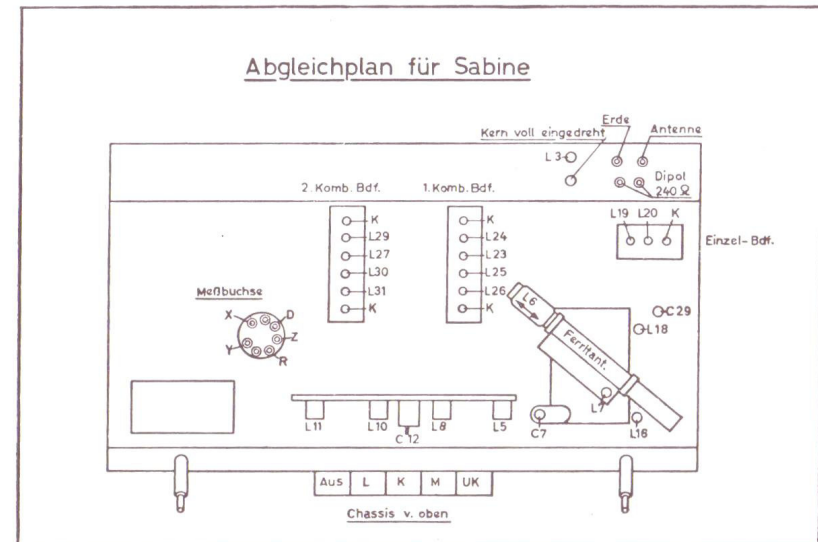 Abgleichplan für Sabine
Erde
Kern voll eingedreht
Antenne
L 3
Dipol
240 Ω
2. Komb. Bdf.
1. Komb. Bdf.
L19 L20 K
Einzel-Bdf.
K
L29
L27
L30
L31
K
K
L24
L23
L25
L26
K
Meßbuchse
X
D
Z
Y
R
L6
Ferritant.
C29
L18
L7
C7
L16
L11
L10
C 12
L8
L5
Aus L K M UK
Chassis v. oben